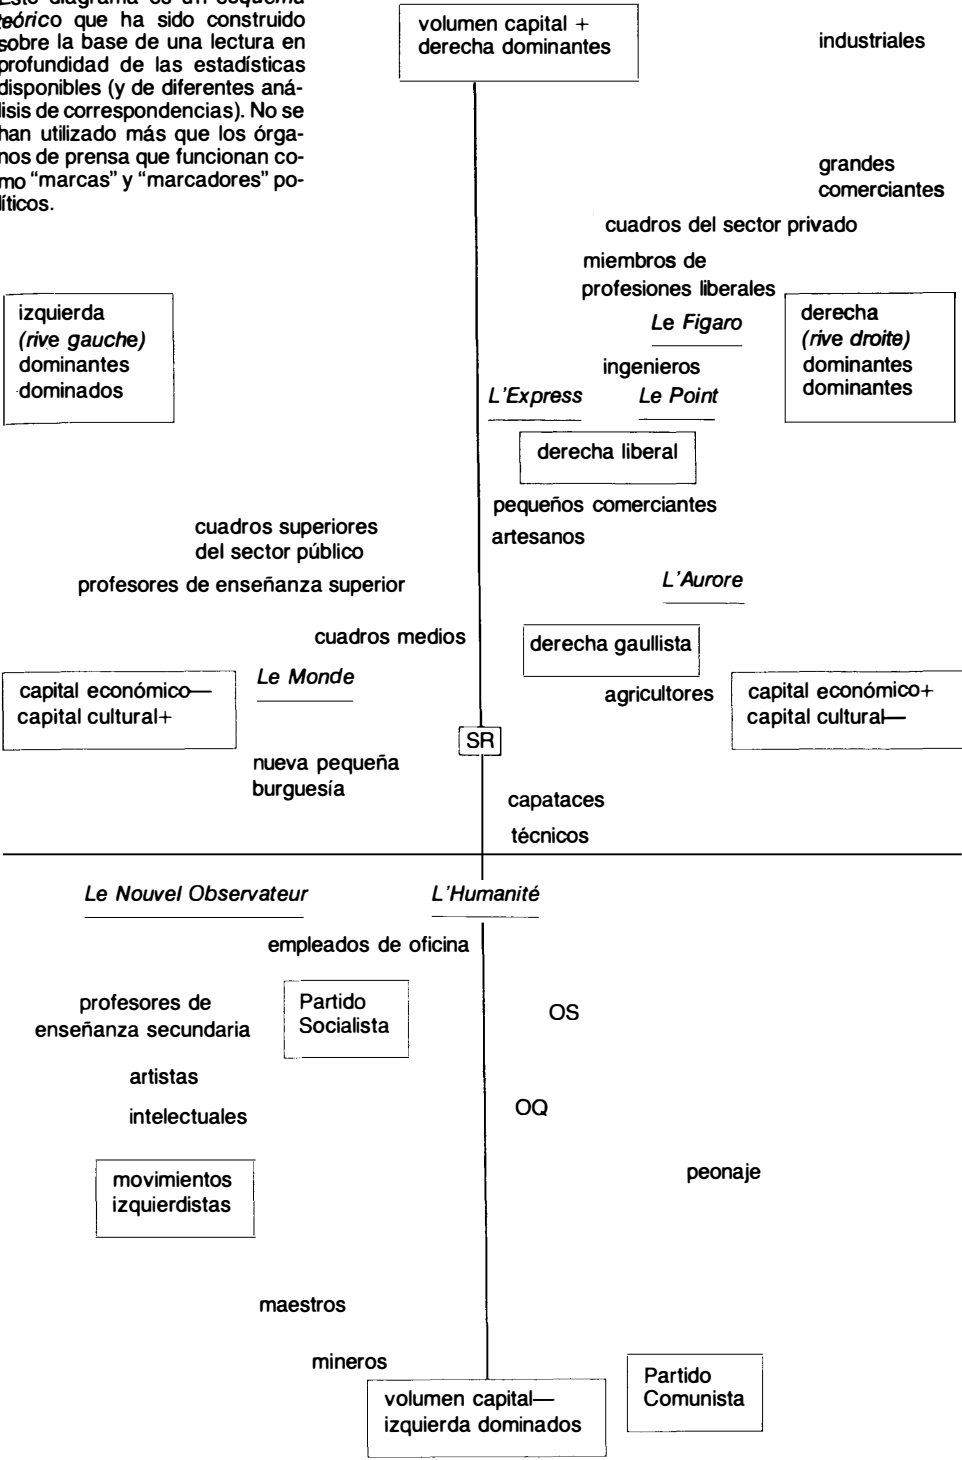 Este diagrama es un esquema
teórico que ha sido construido
sobre la base de una lectura en
profundidad de las estadísticas
disponibles (y de diferentes aná-
lisis de correspondencias). No se
han utilizado más que los órga-
nos de prensa que funcionan co-
mo "marcas" y "marcadores" po-
líticos.
volumen capital +
derecha dominantes
industriales
grandes
comerciantes
cuadros del sector privado
miembros de
profesiones liberales
izquierda
(rive gauche)
dominantes
dominados
Le Figaro
derecha
(rive droite)
dominantes
dominantes
ingenieros
L'Express
Le Point
derecha liberal
pequeños comerciantes
artesanos
cuadros superiores
del sector público
profesores de enseñanza superior
L'Aurore
cuadros medios
derecha gaullista
Le Monde
capital económico—
capital cultural+
agricultores
capital económico+
capital cultural—
SR
nueva pequeña
burguesía
capataces
técnicos
Le Nouvel Observateur
L'Humanité
empleados de oficina
profesores de
enseñanza secundaria
Partido
Socialista
OS
artistas
intelectuales
OQ
movimientos
izquierdistas
peonaje
maestros
mineros
volumen capital—
izquierda dominados
Partido
Comunista